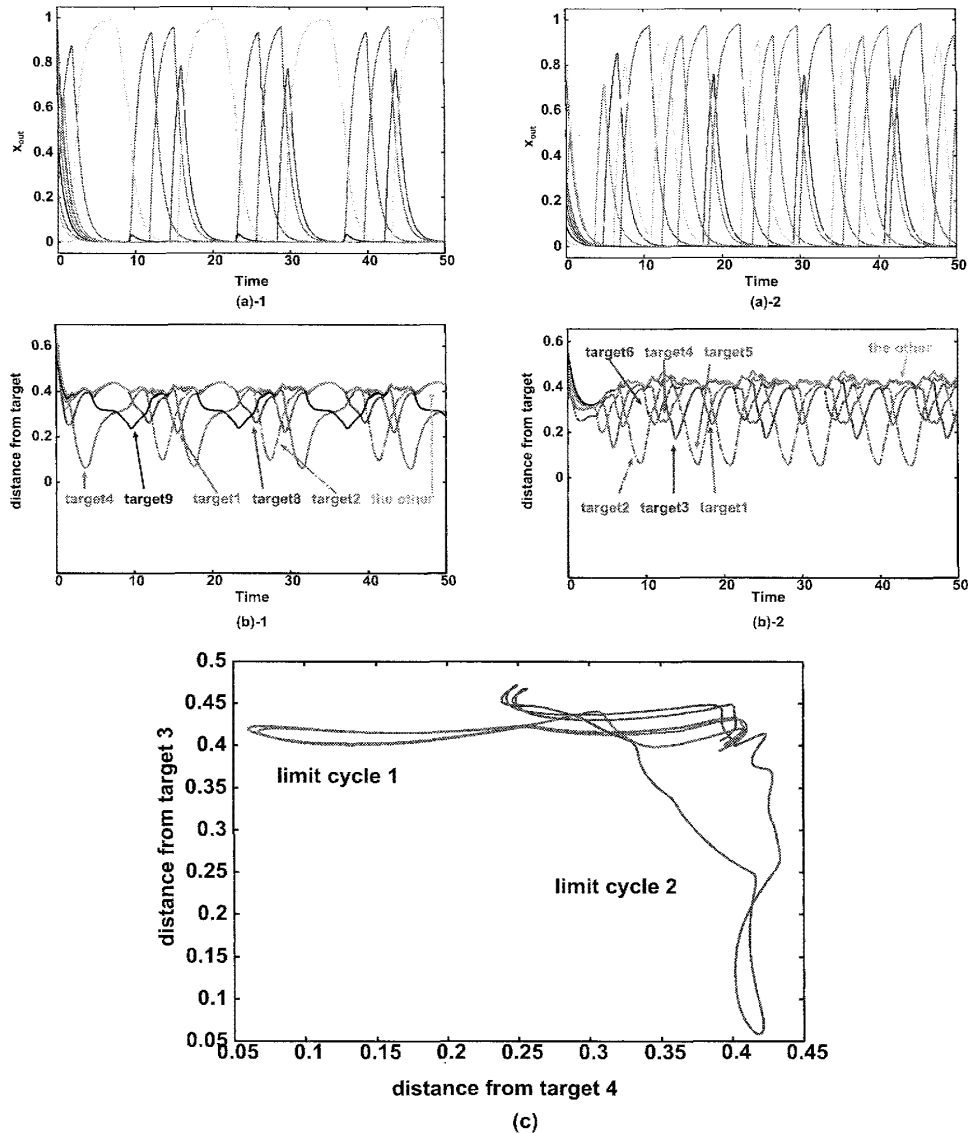 1
0.8
0.6
0.4
0.2
0
X_out
0 10 20 30 40 50
Time
(a)-1
1
0.8
0.6
0.4
0.2
0
X_out
0 10 20 30 40 50
Time
(a)-2
0.6
0.4
0.2
0
distance from target
target4 target9 target1 target8 target2 the other
0 10 20 30 40 50
Time
(b)-1
0.6
0.4
0.2
0
distance from target
target6 target4 target5 the other
target2 target3 target1
0 10 20 30 40 50
Time
(b)-2
0.5
0.45
0.4
0.35
0.3
0.25
0.2
0.15
0.1
0.05
distance from target 3
limit cycle 1
limit cycle 2
0.05 0.1 0.15 0.2 0.25 0.3 0.35 0.4 0.45
distance from target 4
(c)